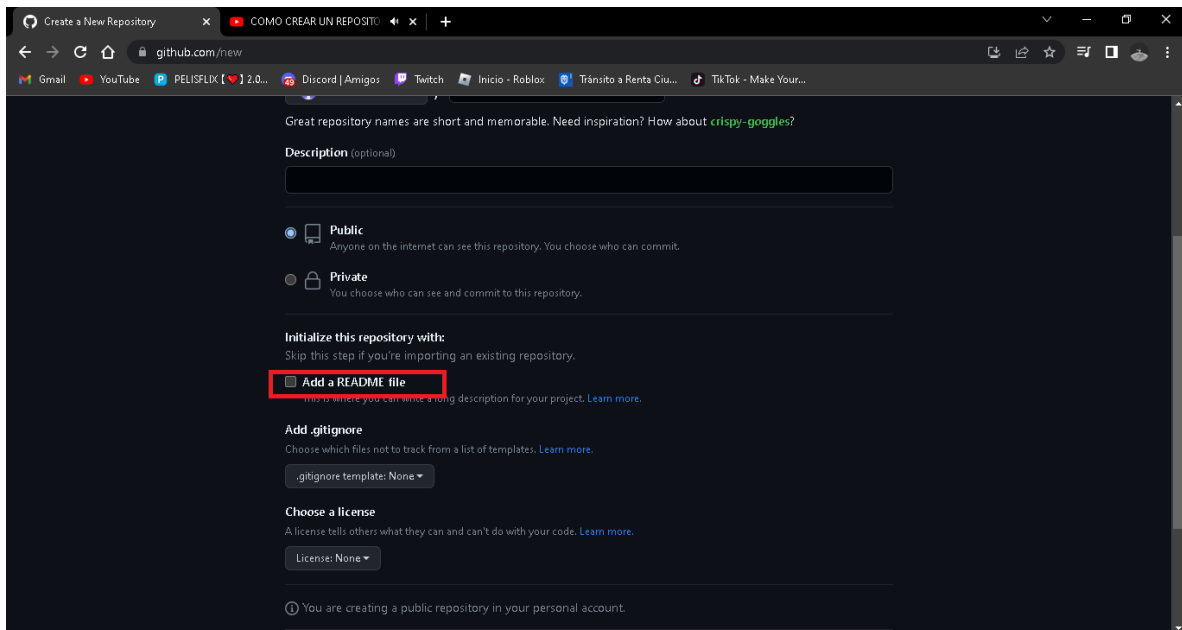 Create a New Repository
COMO CREAR UN REPOSITO
github.com/new
Gmail YouTube PELISFLIX【❤】2.0... Discord | Amigos Twitch Inicio - Roblox Tránsito a Renta Ciu... TikTok - Make Your...
Great repository names are short and memorable. Need inspiration? How about crispy-goggles?
Description (optional)
Public
Anyone on the internet can see this repository. You choose who can commit.
Private
You choose who can see and commit to this repository.
Initialize this repository with:
Skip this step if you're importing an existing repository.
Add a README file
This is where you can write a long description for your project. Learn more.
Add .gitignore
Choose which files not to track from a list of templates. Learn more.
.gitignore template: None
Choose a license
A license tells others what they can and can't do with your code. Learn more.
License: None
You are creating a public repository in your personal account.